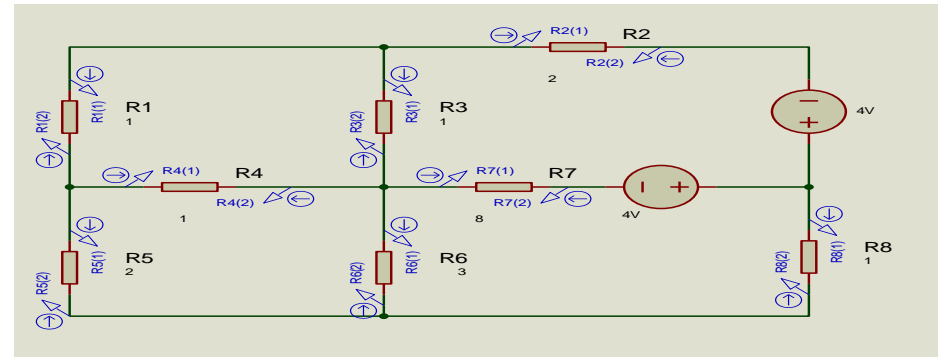 R2(1)
R2
R2(2)
2
R1(1)
R1(2)
R1
1
R3(1)
R3(2)
R3
1
−
+
4V
R4(1)
R4
R4(2)
1
R7(1)
R7
R7(2)
8
− +
4V
R5(1)
R5(2)
R5
2
R6(1)
R6(2)
R6
3
R8(1)
R8(2)
R8
1